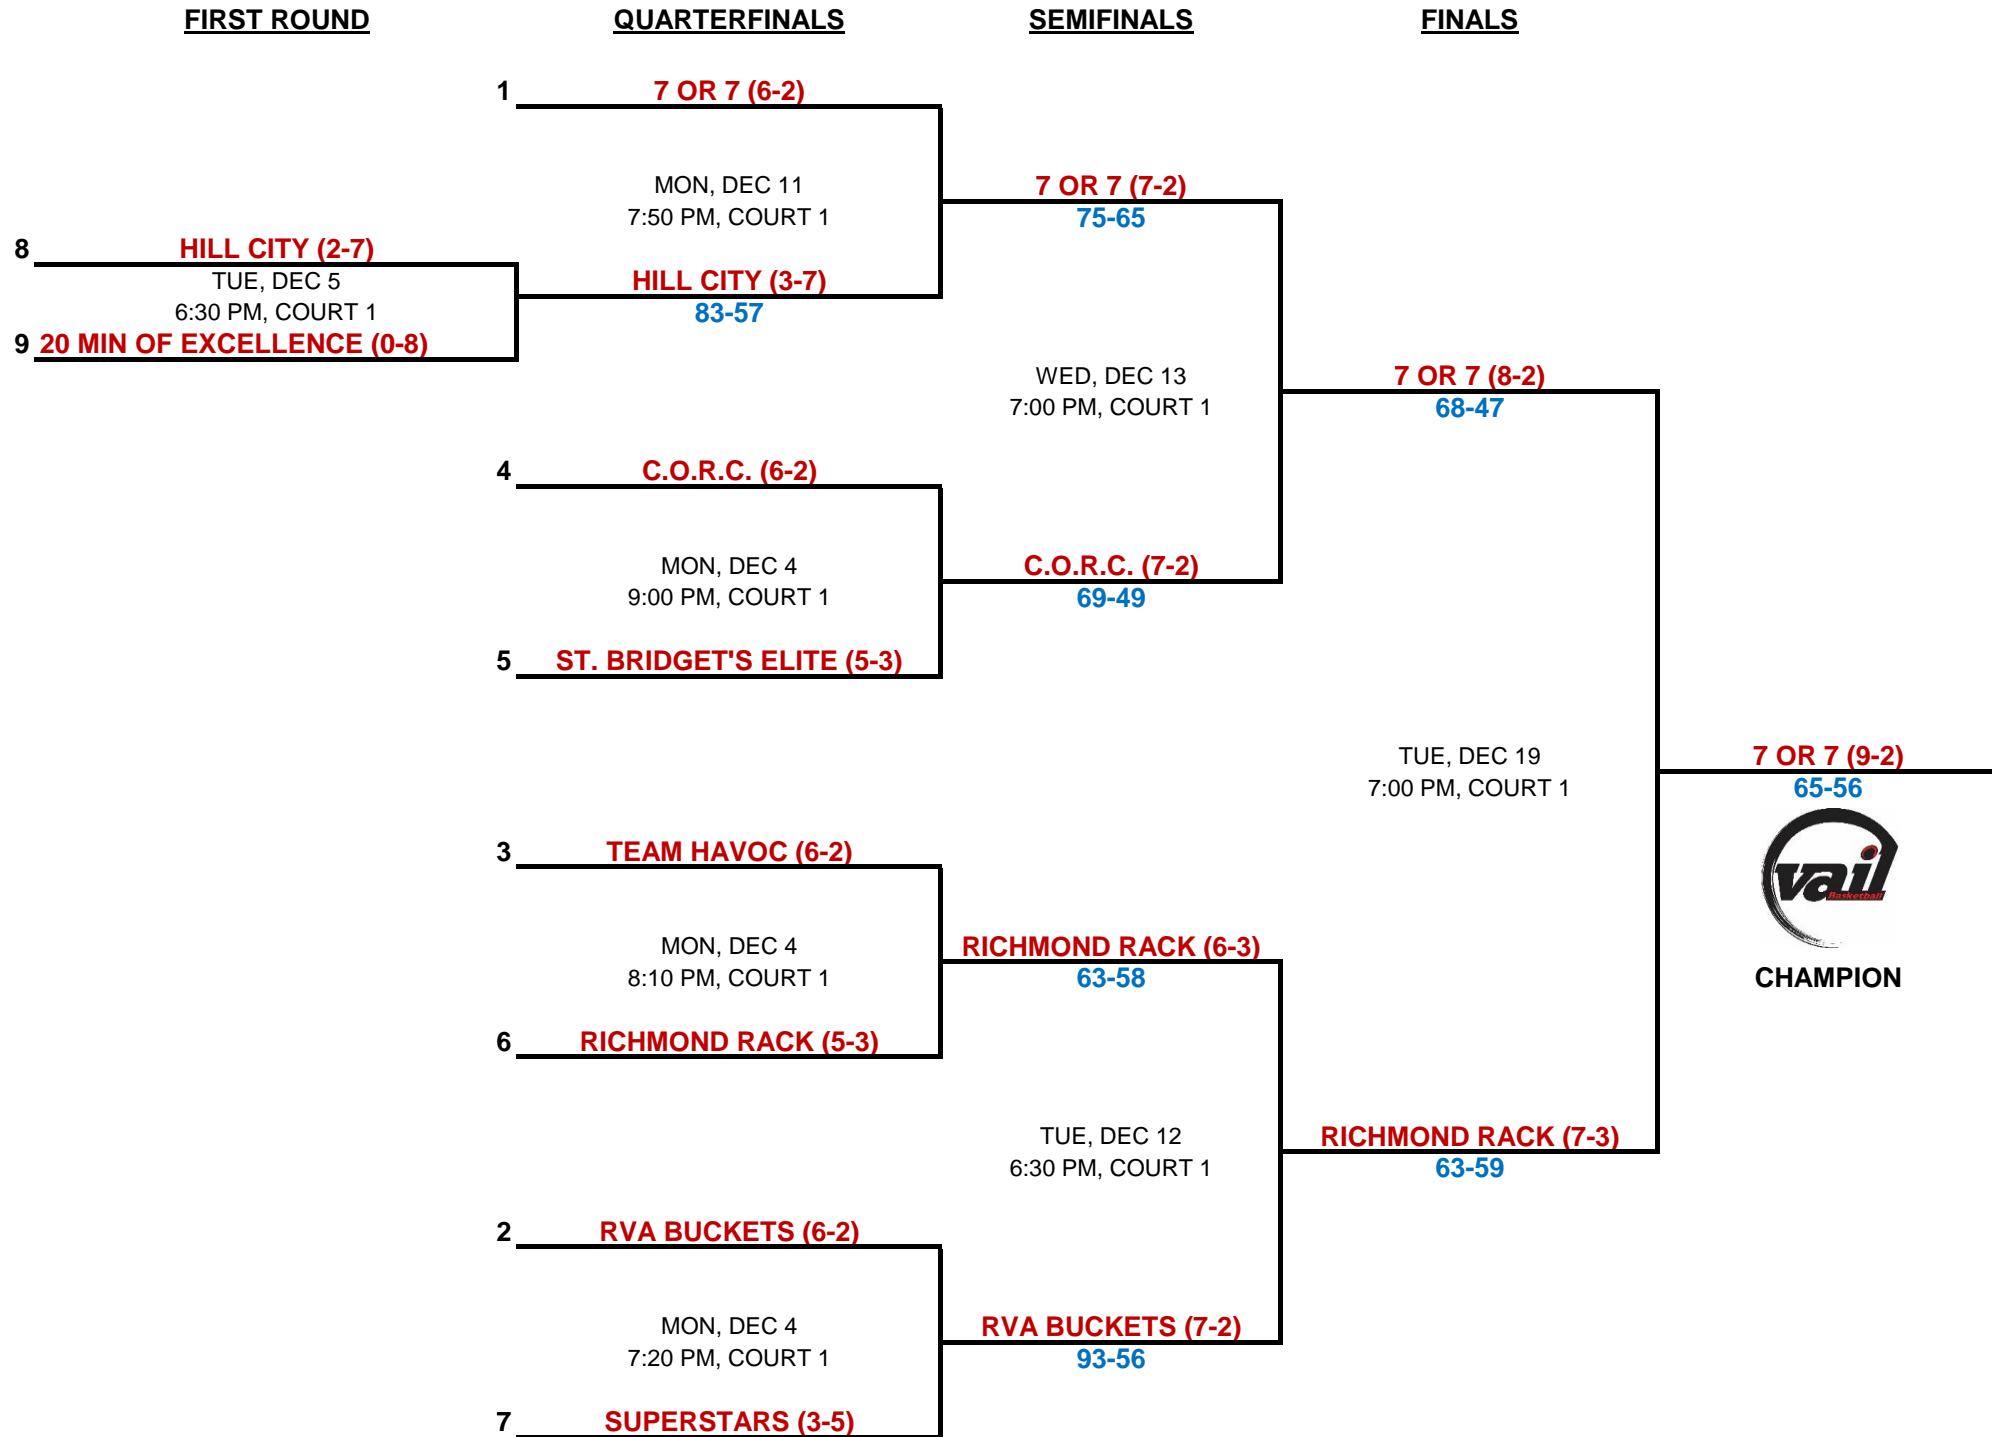 FIRST ROUND QUARTERFINALS SEMIFINALS FINALS
1 7 OR 7 (6-2)
MON, DEC 11
7:50 PM, COURT 1
7 OR 7 (7-2)
75-65
8 HILL CITY (2-7)
TUE, DEC 5
6:30 PM, COURT 1
9 20 MIN OF EXCELLENCE (0-8)
HILL CITY (3-7)
83-57
WED, DEC 13
7:00 PM, COURT 1
7 OR 7 (8-2)
68-47
4 C.O.R.C. (6-2)
MON, DEC 4
9:00 PM, COURT 1
C.O.R.C. (7-2)
69-49
5 ST. BRIDGET'S ELITE (5-3)
TUE, DEC 19
7:00 PM, COURT 1
7 OR 7 (9-2)
65-56
vail
Basketball
CHAMPION
3 TEAM HAVOC (6-2)
MON, DEC 4
8:10 PM, COURT 1
RICHMOND RACK (6-3)
63-58
6 RICHMOND RACK (5-3)
TUE, DEC 12
6:30 PM, COURT 1
RICHMOND RACK (7-3)
63-59
2 RVA BUCKETS (6-2)
MON, DEC 4
7:20 PM, COURT 1
RVA BUCKETS (7-2)
93-56
7 SUPERSTARS (3-5)